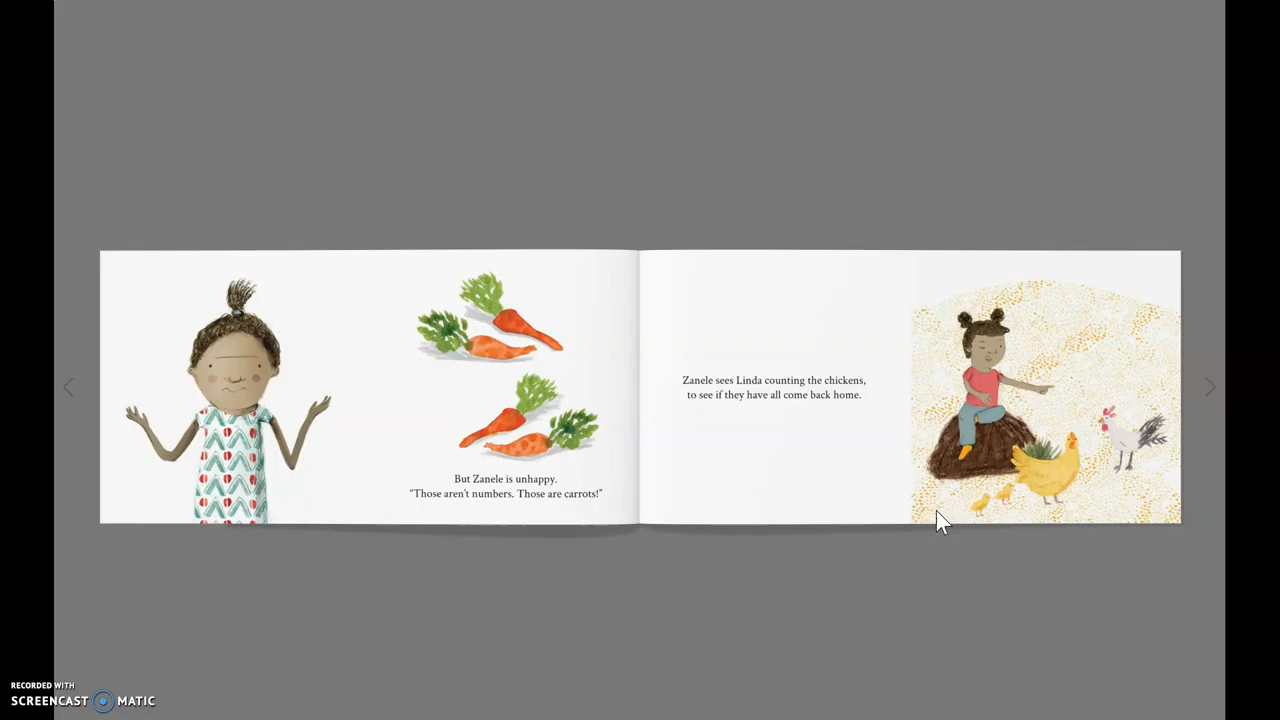 But Zanele is unhappy.
“Those aren't numbers. Those are carrots!”
Zanele sees Linda counting the chickens,
to see if they have all come back home.
RECORDED WITH
SCREENCAST MATIC